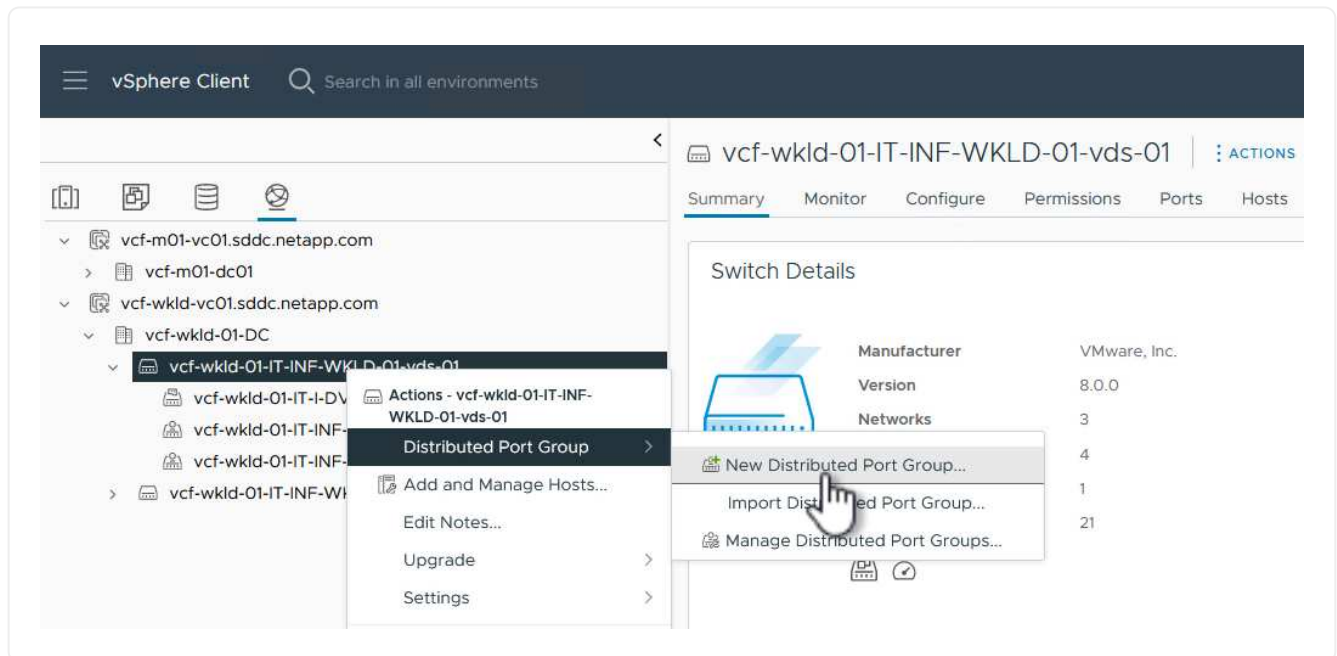 vSphere Client
Search in all environments
vcf-m01-vc01.sddc.netapp.com
vcf-m01-dc01
vcf-wkld-vc01.sddc.netapp.com
vcf-wkld-01-DC
vcf-wkld-01-IT-INF-WKLD-01-vds-01
vcf-wkld-01-IT-I-DV
vcf-wkld-01-IT-INF-
vcf-wkld-01-IT-INF-
vcf-wkld-01-IT-INF-W
Actions - vcf-wkld-01-IT-INF-
WKLD-01-vds-01
Distributed Port Group
Add and Manage Hosts...
Edit Notes...
Upgrade
Settings
New Distributed Port Group...
Import Distributed Port Group...
Manage Distributed Port Groups...
vcf-wkld-01-IT-INF-WKLD-01-vds-01
ACTIONS
Summary Monitor Configure Permissions Ports Hosts
Switch Details
Manufacturer VMware, Inc.
Version 8.0.0
Networks 3
4
1
21